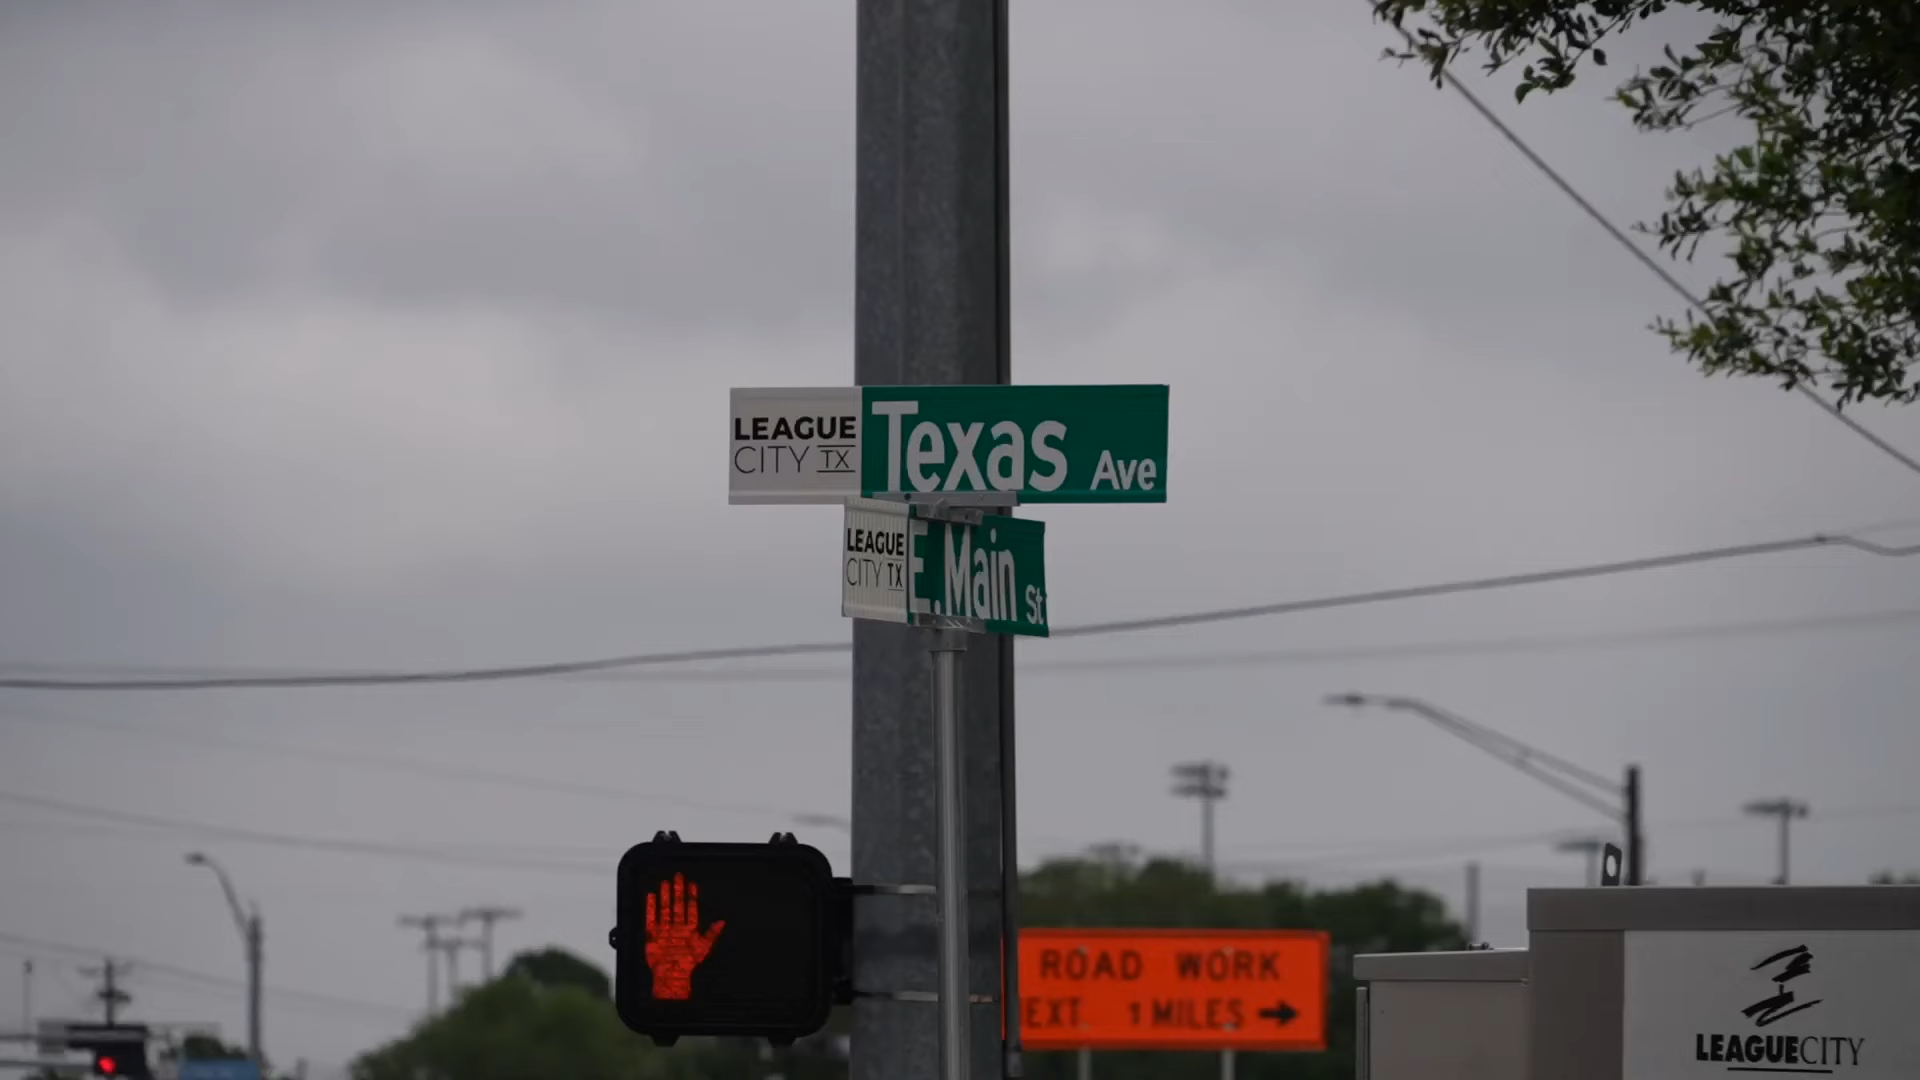 LEAGUE
CITY TX
Texas Ave
LEAGUE
CITY TX
E. Main St
ROAD WORK
EXT 1 MILES →
LEAGUECITY